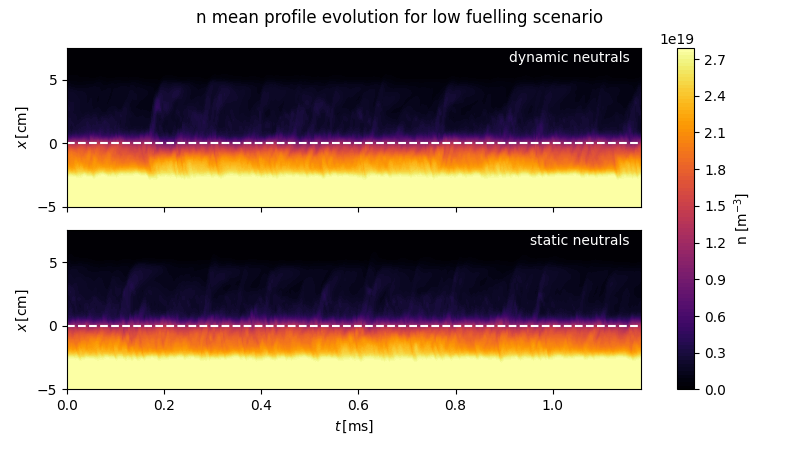 n mean profile evolution for low fuelling scenario
1e19
dynamic neutrals
5
0
−5
x [cm]
static neutrals
5
0
−5
x [cm]
0.0 0.2 0.4 0.6 0.8 1.0
t [ms]
2.7
2.4
2.1
1.8
1.5
1.2
0.9
0.6
0.3
0.0
n [m⁻³]